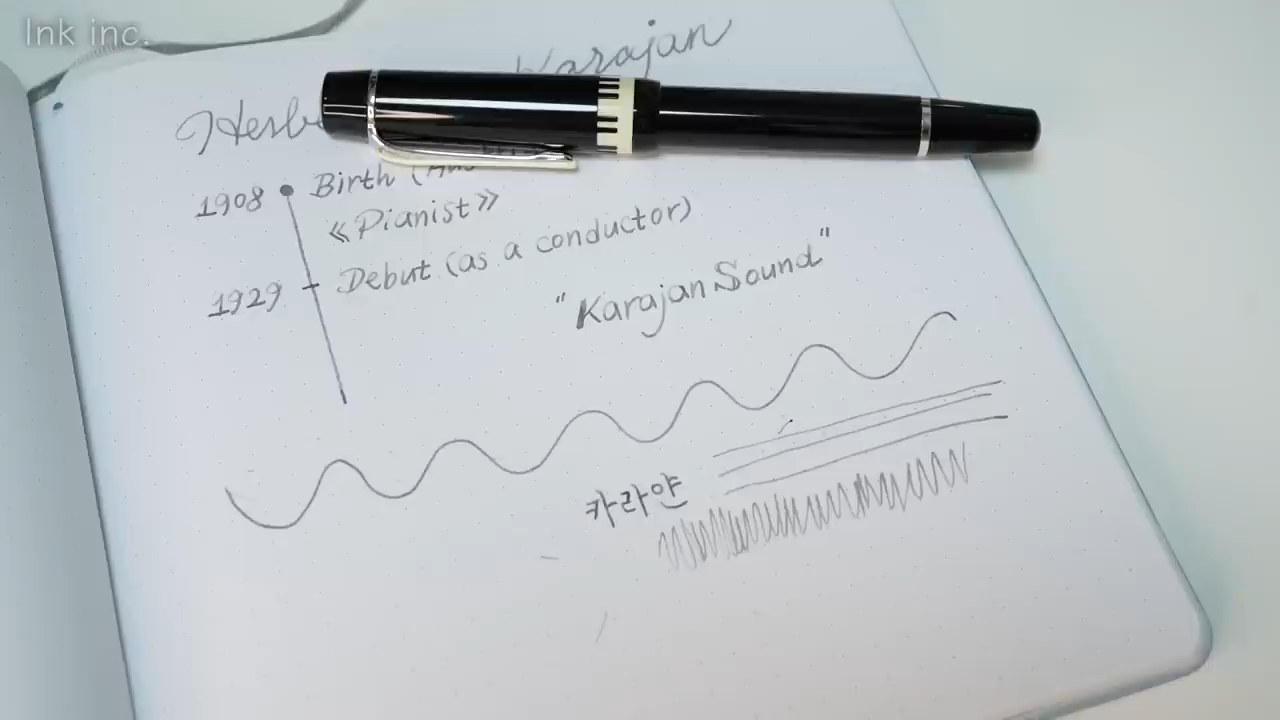 Ink inc.
Karajan
1908 Birth (
《Pianist》
1929 Debut (as a conductor)
"Karajan Sound"
카라얀